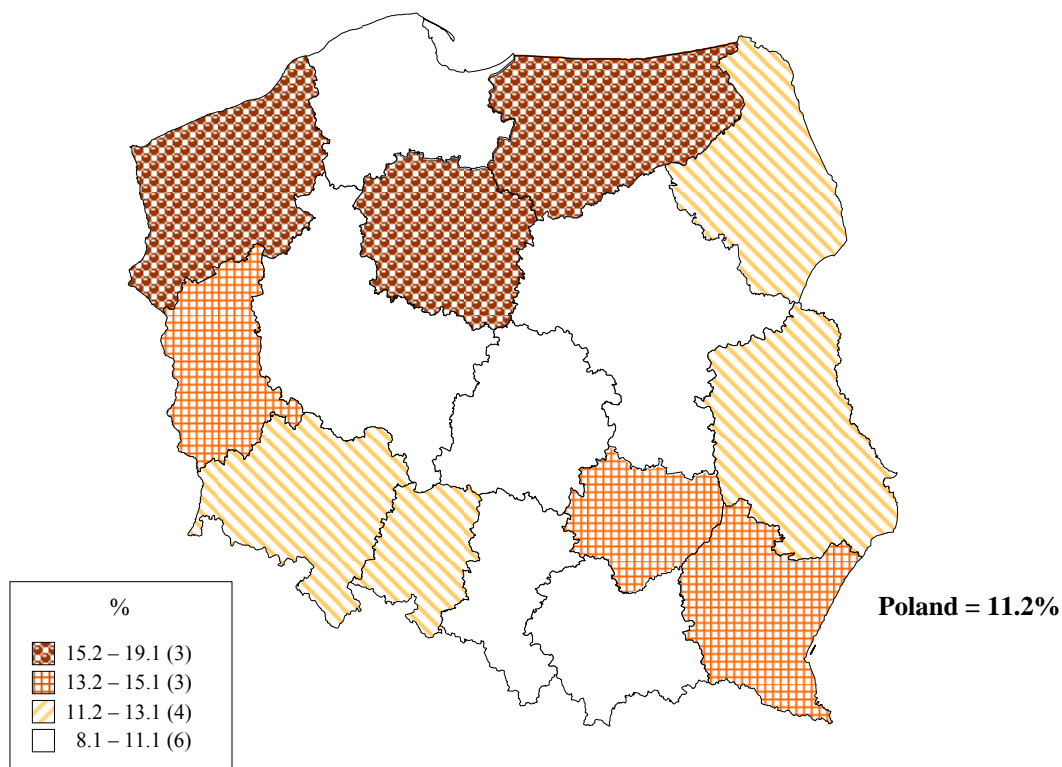 Poland = 11.2%
%
15.2 – 19.1 (3)
13.2 – 15.1 (3)
11.2 – 13.1 (4)
8.1 – 11.1 (6)